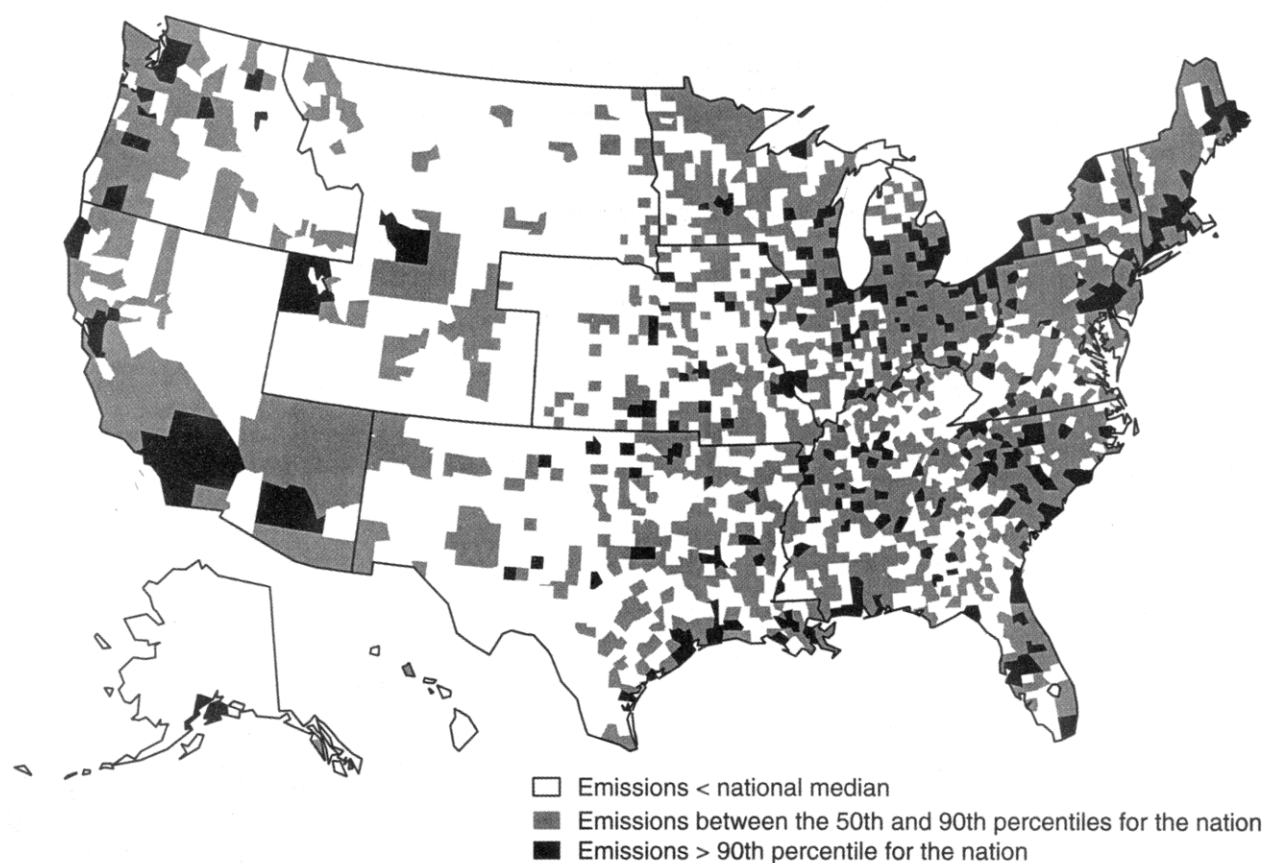 Emissions < national median
Emissions between the 50th and 90th percentiles for the nation
Emissions > 90th percentile for the nation